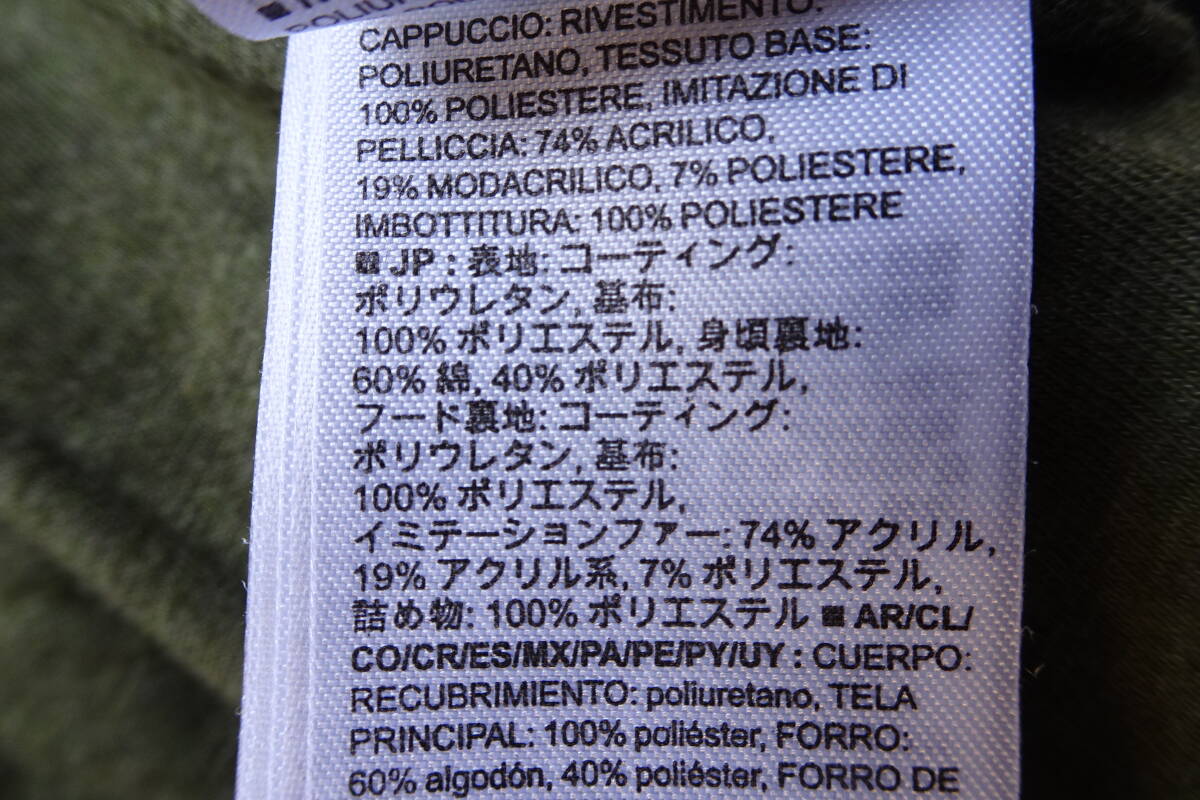 CAPPUCCIO: RIVESTIMENTO:
POLIURETANO, TESSUTO BASE:
100% POLIESTERE, IMITAZIONE DI
PELLICCIA: 74% ACRILICO,
19% MODACRILICO, 7% POLIESTERE,
IMBOTTITURA: 100% POLIESTERE
■ JP : 表地: コーティング:
ポリウレタン, 基布:
100% ポリエステル, 身頃裏地:
60% 綿, 40% ポリエステル,
フード裏地: コーティング:
ポリウレタン, 基布:
100% ポリエステル,
イミテーションファー: 74% アクリル,
19% アクリル系, 7% ポリエステル,
詰め物: 100% ポリエステル ■ AR/CL/
CO/CR/ES/MX/PA/PE/PY/UY : CUERPO:
RECUBRIMIENTO: poliuretano, TELA
PRINCIPAL: 100% poliéster, FORRO:
60% algodón, 40% poliéster, FORRO DE